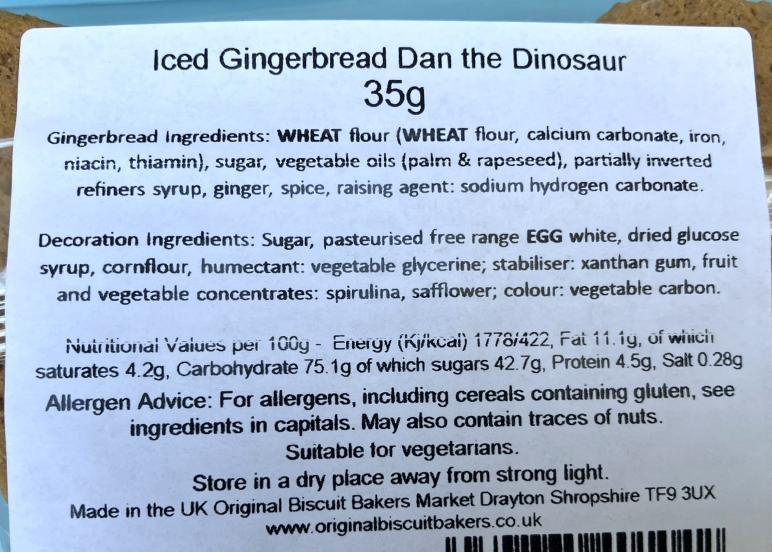 Iced Gingerbread Dan the Dinosaur
35g
Gingerbread Ingredients: WHEAT flour (WHEAT flour, calcium carbonate, iron,
niacin, thiamin), sugar, vegetable oils (palm & rapeseed), partially inverted
refiners syrup, ginger, spice, raising agent: sodium hydrogen carbonate.
Decoration Ingredients: Sugar, pasteurised free range EGG white, dried glucose
syrup, cornflour, humectant: vegetable glycerine; stabiliser: xanthan gum, fruit
and vegetable concentrates: spirulina, safflower; colour: vegetable carbon.
Nutritional Values per 100g - Energy (Kj/kcal) 1778/422, Fat 11.1g, of which
saturates 4.2g, Carbohydrate 75.1g of which sugars 42.7g, Protein 4.5g, Salt 0.28g
Allergen Advice: For allergens, including cereals containing gluten, see
ingredients in capitals. May also contain traces of nuts.
Suitable for vegetarians.
Store in a dry place away from strong light.
Made in the UK Original Biscuit Bakers Market Drayton Shropshire TF9 3UX
www.originalbiscuitbakers.co.uk